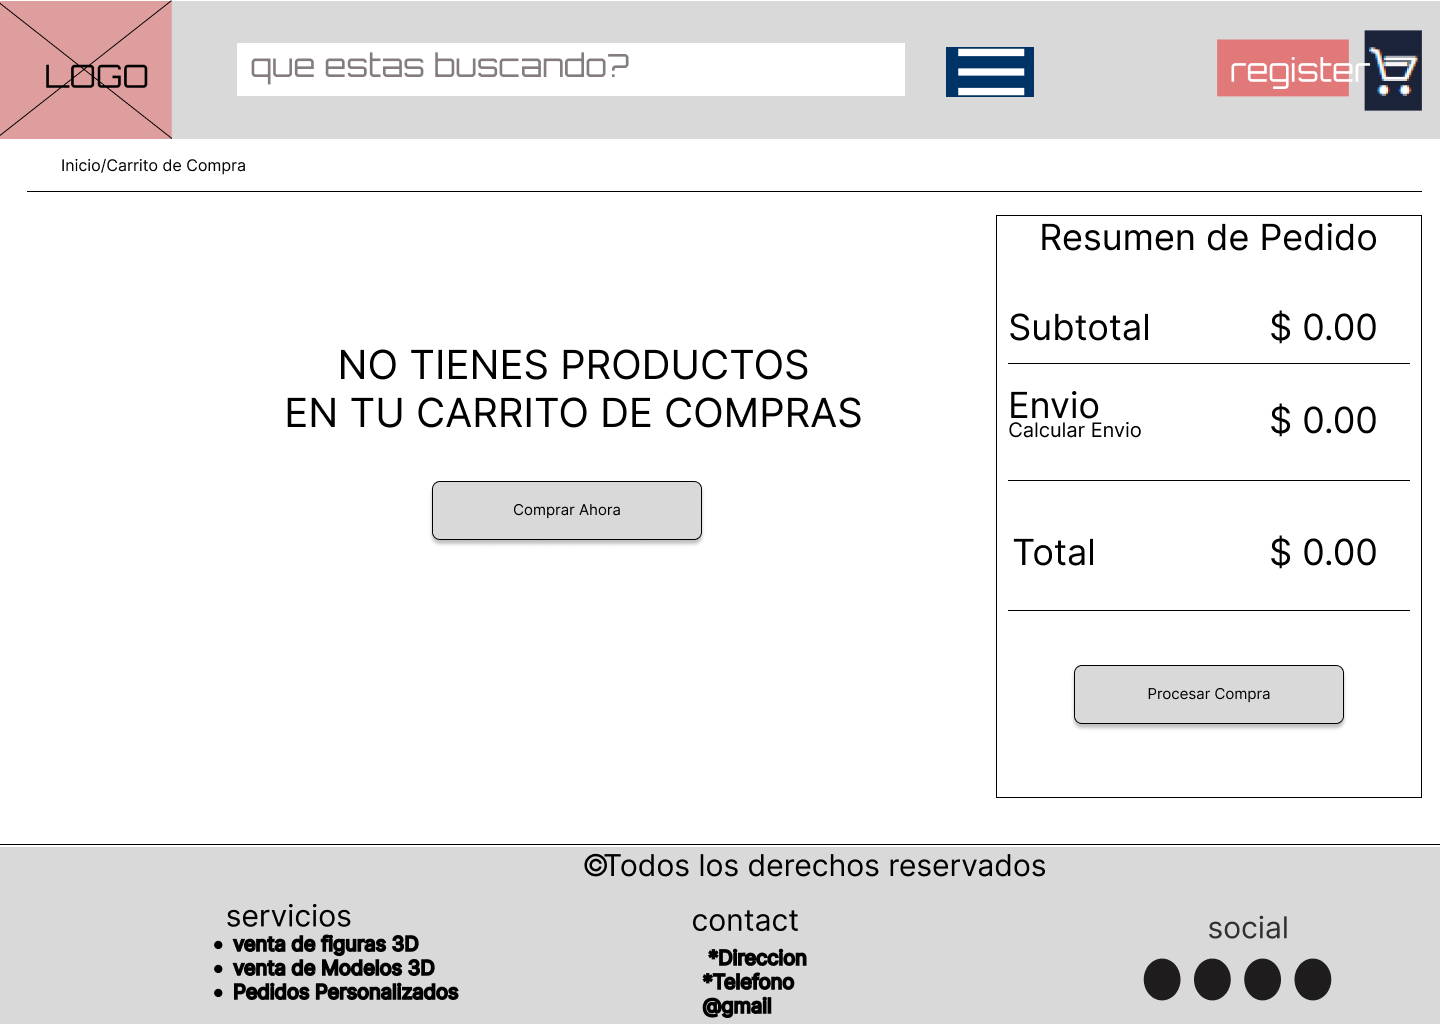 LOGO
que estas buscando?
register
Inicio/Carrito de Compra
NO TIENES PRODUCTOS
EN TU CARRITO DE COMPRAS
Comprar Ahora
Resumen de Pedido
Subtotal $ 0.00
Envio $ 0.00
Calcular Envio
Total $ 0.00
Procesar Compra
©Todos los derechos reservados
servicios
• venta de figuras 3D
• venta de Modelos 3D
• Pedidos Personalizados
contact
*Direccion
*Telefono
@gmail
social